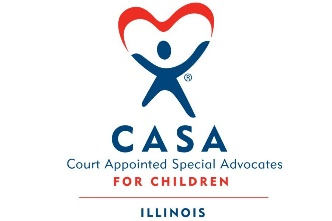 ®
CASA
Court Appointed Special Advocates
FOR CHILDREN
ILLINOIS